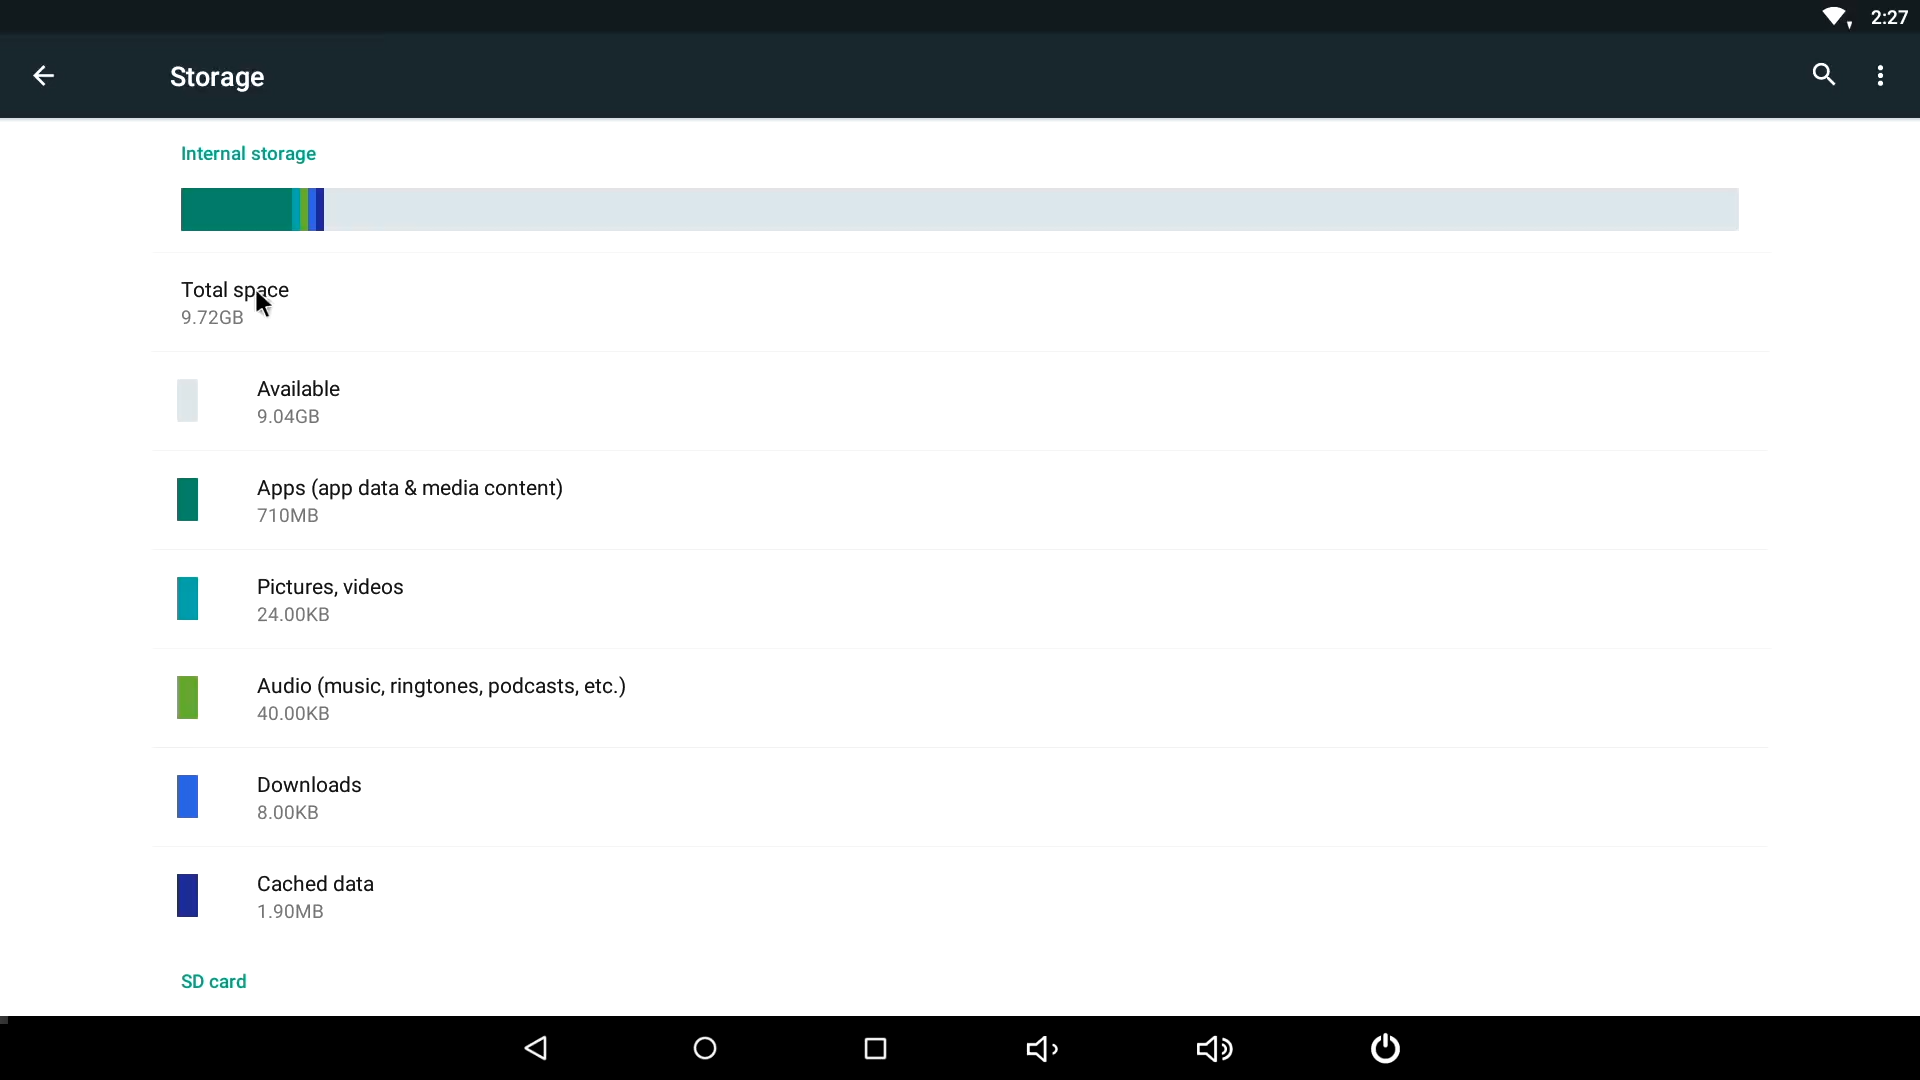 2:27
Storage
Internal storage
Total space
9.72GB
Available
9.04GB
Apps (app data & media content)
710MB
Pictures, videos
24.00KB
Audio (music, ringtones, podcasts, etc.)
40.00KB
Downloads
8.00KB
Cached data
1.90MB
SD card